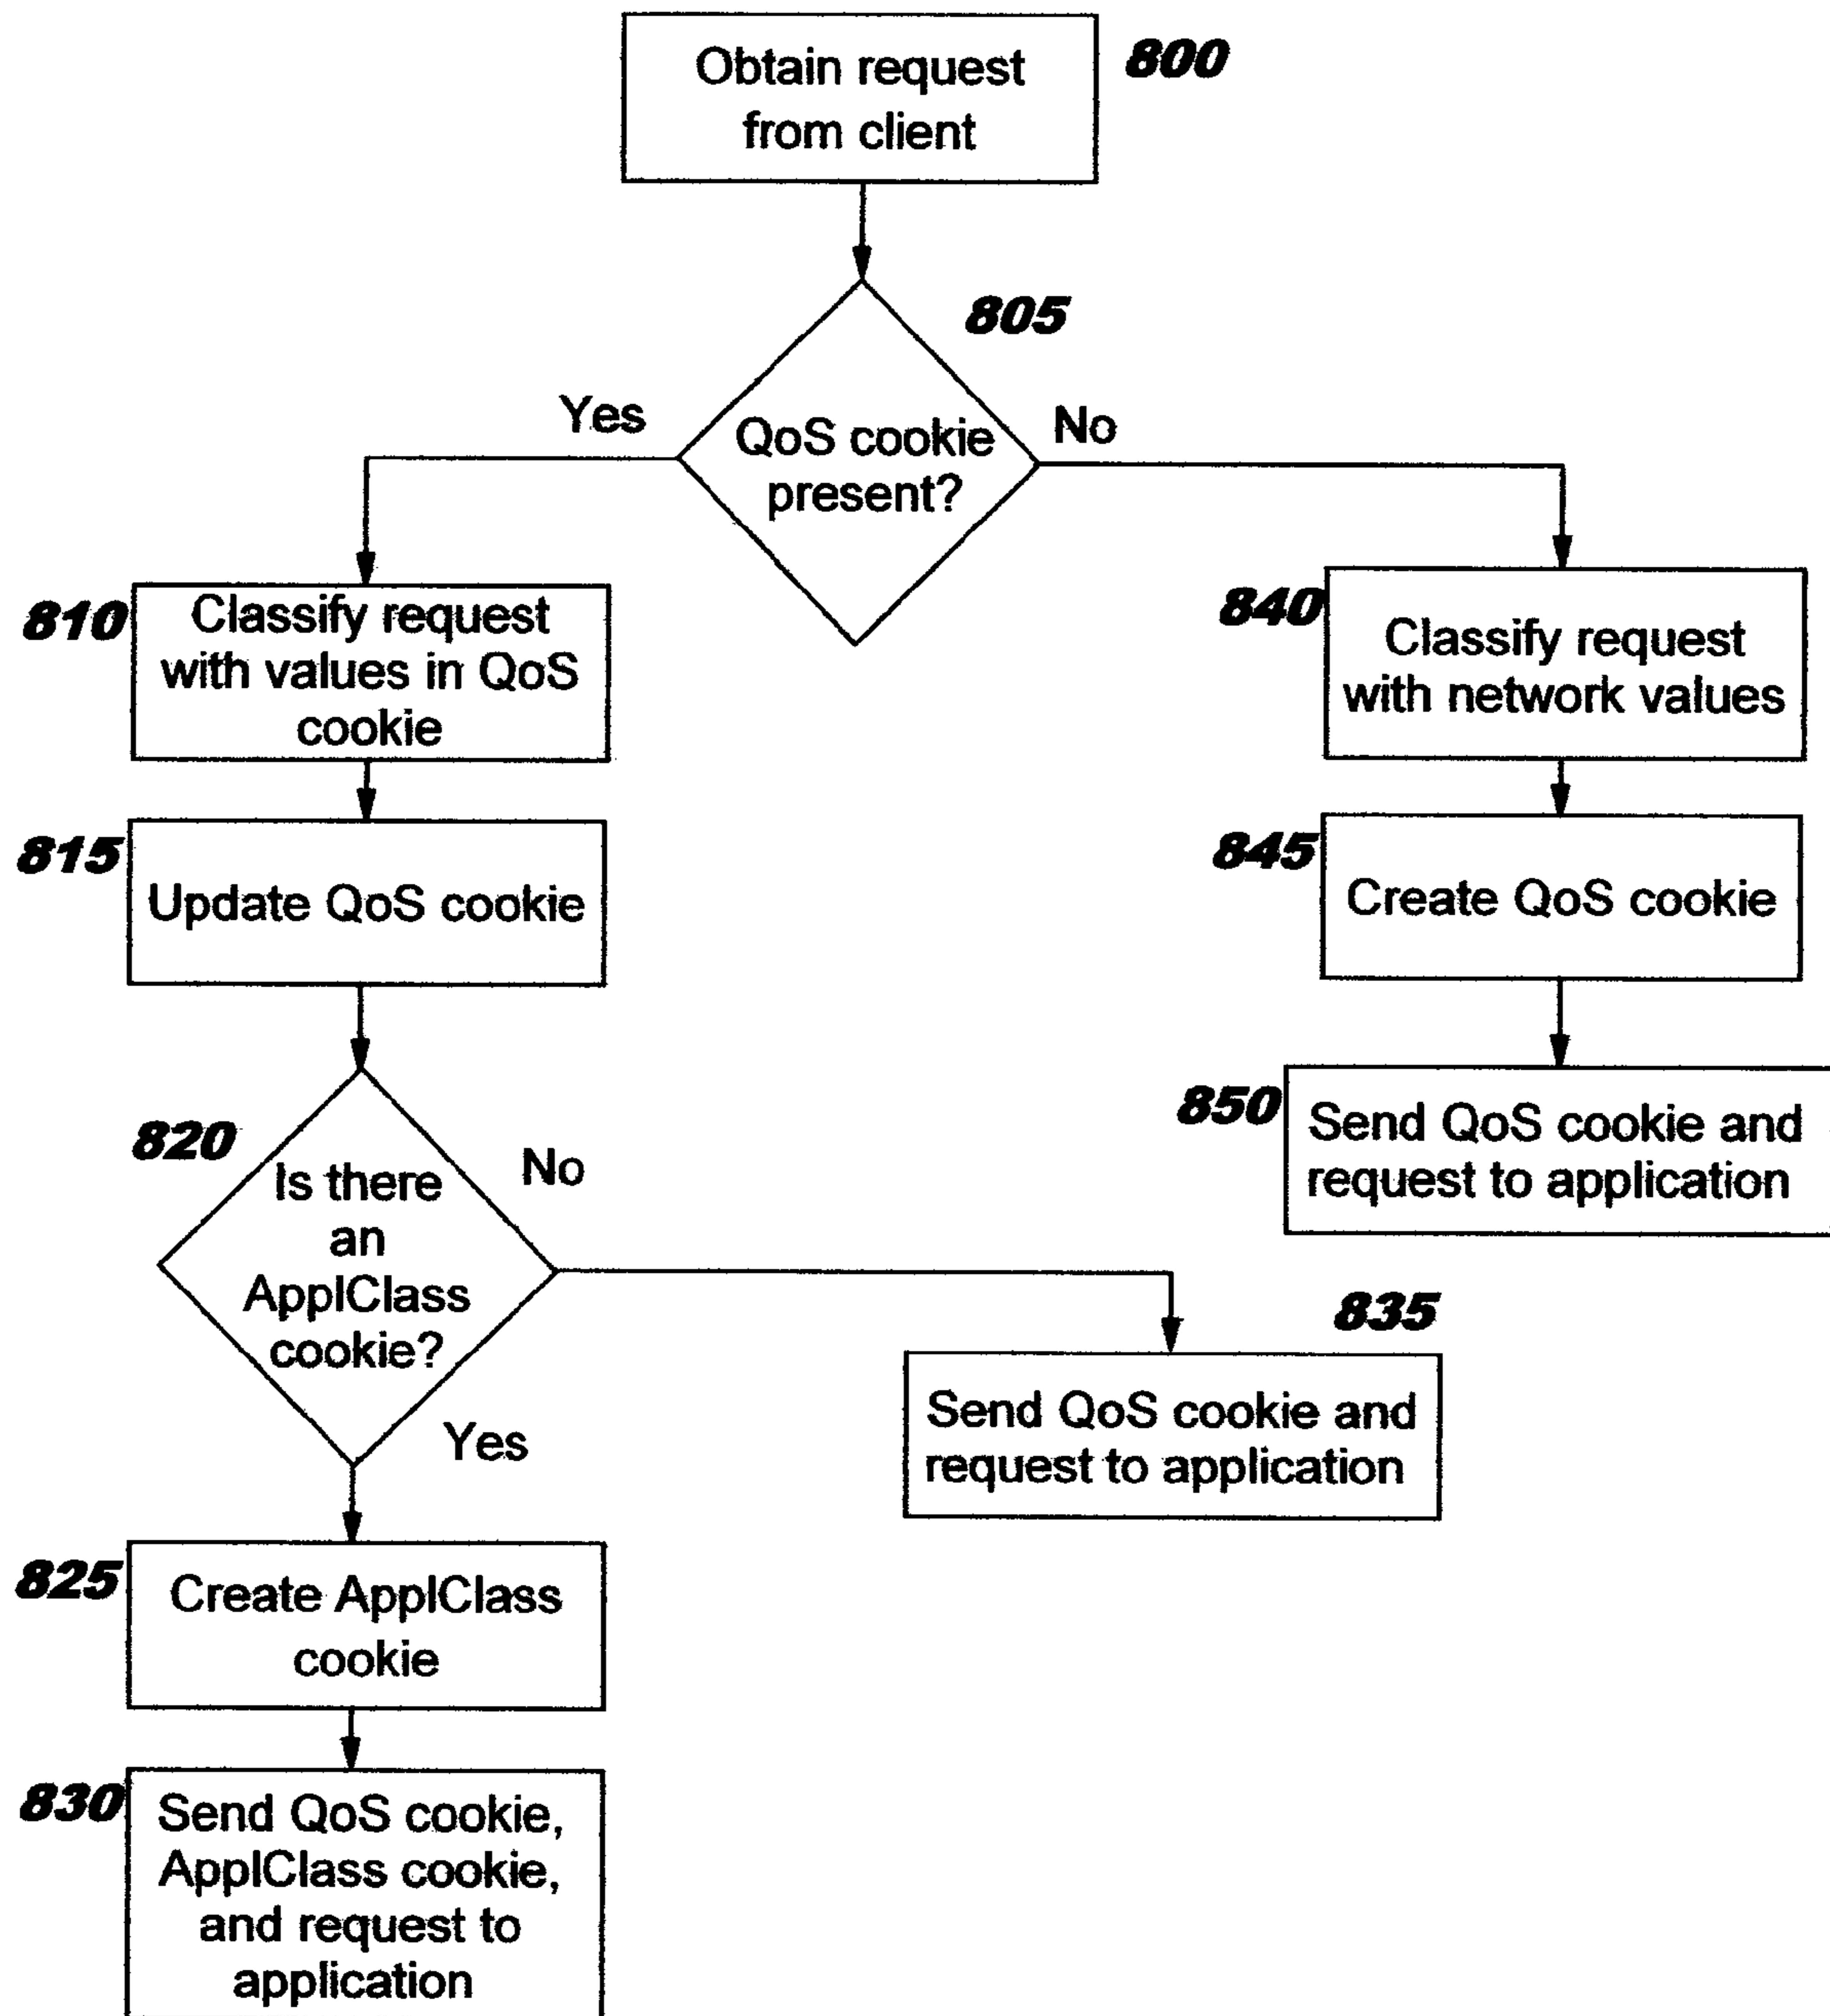 Obtain request
from client
800
805
Yes
QoS cookie
present?
No
810
Classify request
with values in QoS
cookie
840
Classify request
with network values
815
Update QoS cookie
845
Create QoS cookie
820
Is there
an
ApplClass
cookie?
No
850
Send QoS cookie and
request to application
835
Send QoS cookie and
request to application
Yes
825
Create ApplClass
cookie
830
Send QoS cookie,
ApplClass cookie,
and request to
application